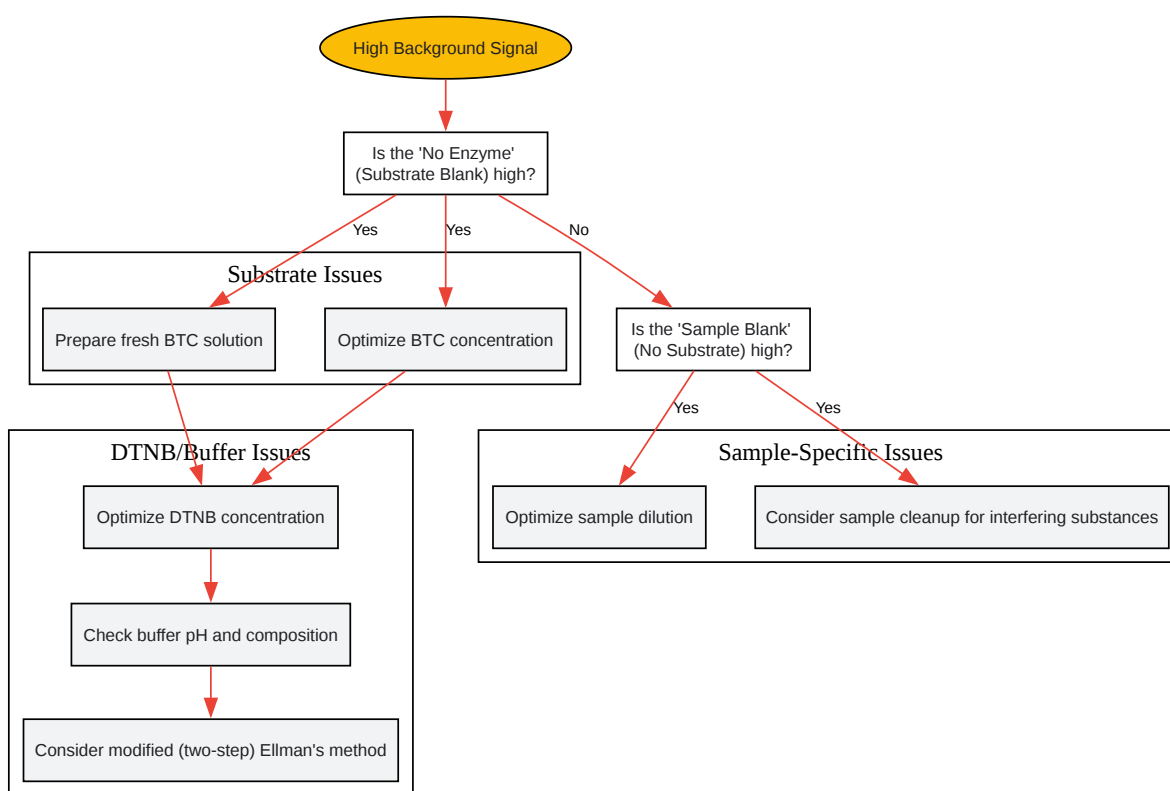 High Background Signal
Is the 'No Enzyme'
(Substrate Blank) high?
Yes
Yes
No
Substrate Issues
Prepare fresh BTC solution
Optimize BTC concentration
Is the 'Sample Blank'
(No Substrate) high?
Yes
Yes
DTNB/Buffer Issues
Optimize DTNB concentration
Check buffer pH and composition
Consider modified (two-step) Ellman's method
Sample-Specific Issues
Optimize sample dilution
Consider sample cleanup for interfering substances